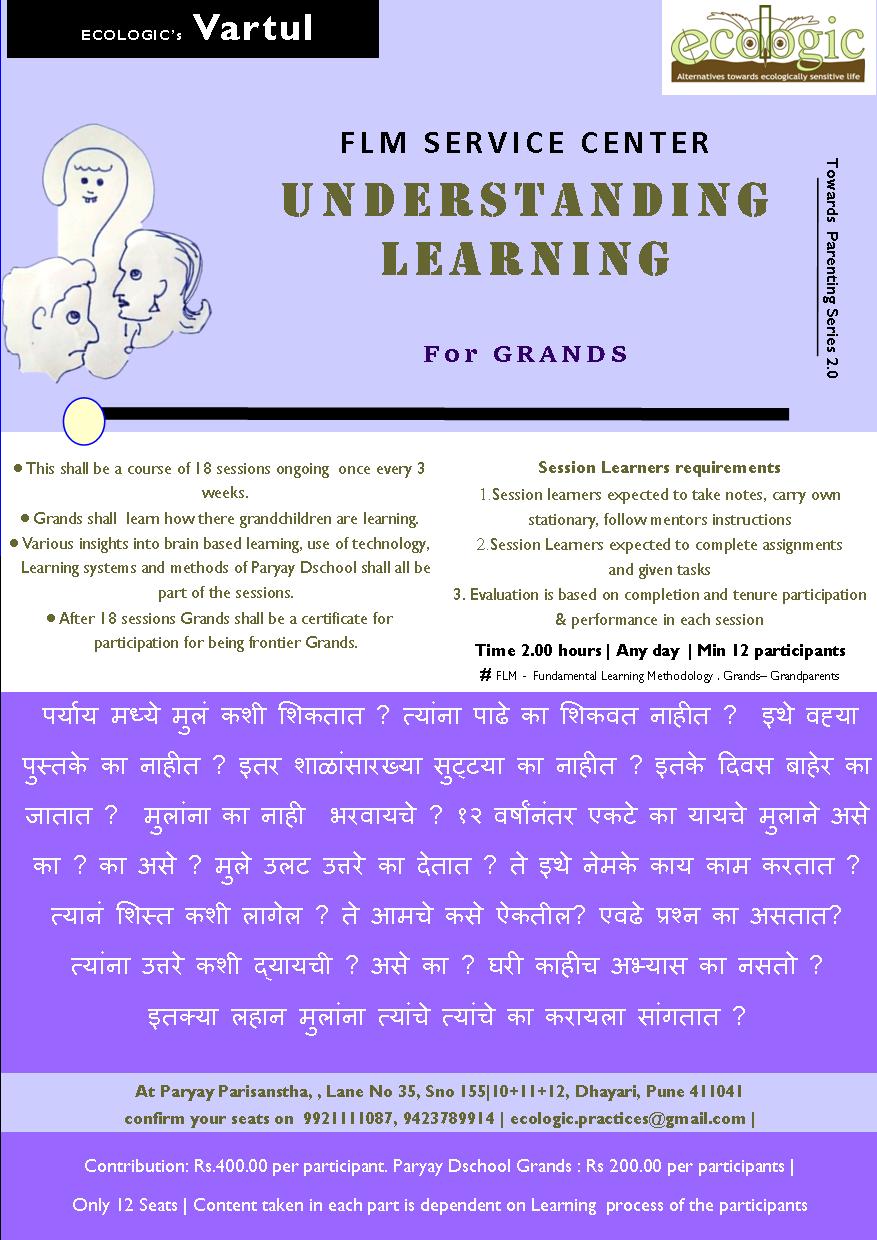 ECOLOGIC's Vartul
ecologic
Alternatives towards ecologically sensitive life
FLM SERVICE CENTER
UNDERSTANDING
LEARNING
For GRANDS
Towards Parenting Series 2.0
● This shall be a course of 18 sessions ongoing once every 3
weeks.
● Grands shall learn how there grandchildren are learning.
● Various insights into brain based learning, use of technology,
Learning systems and methods of Paryay Dschool shall all be
part of the sessions.
● After 18 sessions Grands shall be a certificate for
participation for being frontier Grands.
Session Learners requirements
1.Session learners expected to take notes, carry own
stationary, follow mentors instructions
2.Session Learners expected to complete assignments
and given tasks
3. Evaluation is based on completion and tenure participation
& performance in each session
Time 2.00 hours | Any day | Min 12 participants
# FLM - Fundamental Learning Methodology . Grands– Grandparents
पर्याय मध्ये मुलं कशी शिकतात ? त्यांना पाढे का शिकवत नाहीत ? इथे वह्या
पुस्तके का नाहीत ? इतर शाळांसारख्या सुट्टया का नाहीत ? इतके दिवस बाहेर का
जातात ? मुलांना का नाही भरवायचे ? १२ वर्षांनंतर एकटे का यायचे मुलाने असे
का ? का असे ? मुले उलट उत्तरे का देतात ? ते इथे नेमके काय काम करतात ?
त्यानं शिस्त कशी लागेल ? ते आमचे कसे ऐकतील? एवढे प्रश्न का असतात?
त्यांना उत्तरे कशी द्यायची ? असे का ? घरी काहीच अभ्यास का नसतो ?
इतक्या लहान मुलांना त्यांचे त्यांचे का करायला सांगतात ?
At Paryay Parisanstha, , Lane No 35, Sno 155|10+11+12, Dhayari, Pune 411041
confirm your seats on 9921111087, 9423789914 | ecologic.practices@gmail.com |
Contribution: Rs.400.00 per participant. Paryay Dschool Grands : Rs 200.00 per participants |
Only 12 Seats | Content taken in each part is dependent on Learning process of the participants